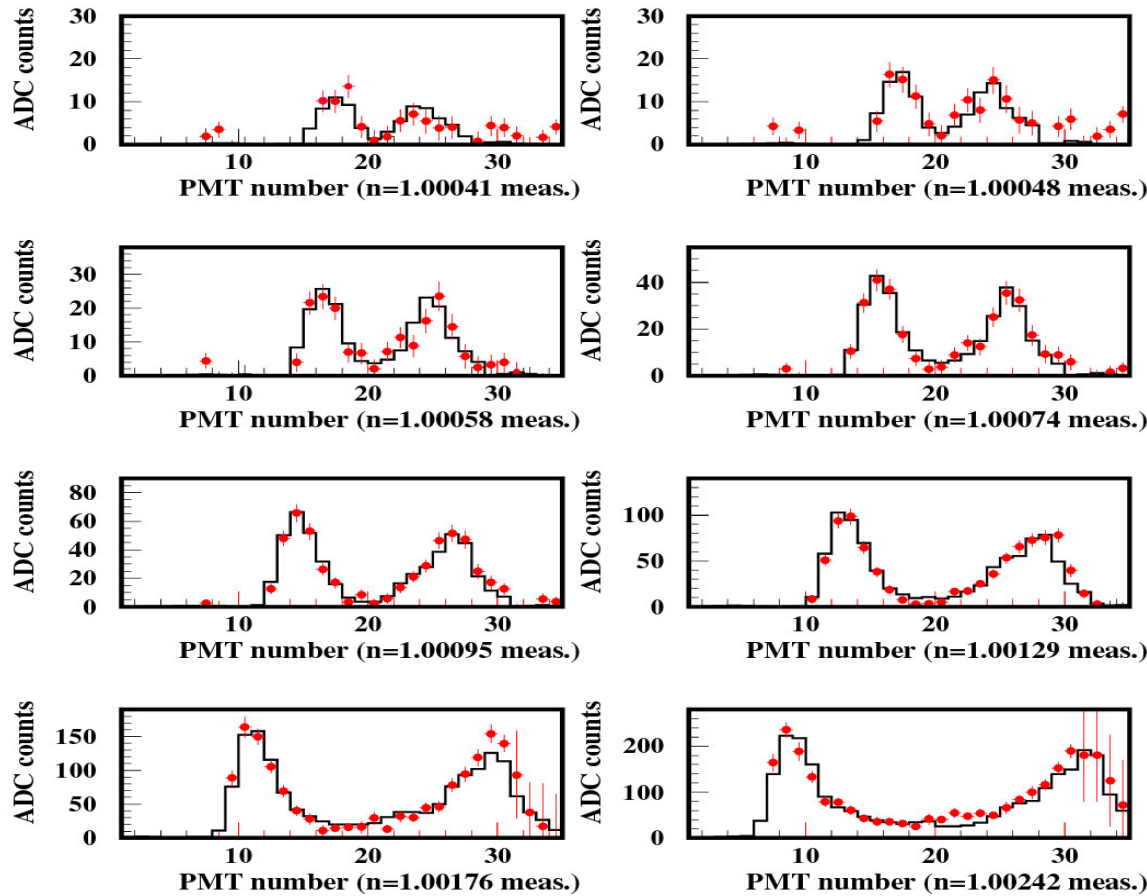 ADC counts
30
20
10
0
10 20 30
PMT number (n=1.00041 meas.)
ADC counts
30
20
10
0
10 20 30
PMT number (n=1.00048 meas.)
ADC counts
30
20
10
0
10 20 30
PMT number (n=1.00058 meas.)
ADC counts
40
20
0
10 20 30
PMT number (n=1.00074 meas.)
ADC counts
80
60
40
20
0
10 20 30
PMT number (n=1.00095 meas.)
ADC counts
100
50
0
10 20 30
PMT number (n=1.00129 meas.)
ADC counts
150
100
50
0
10 20 30
PMT number (n=1.00176 meas.)
ADC counts
200
100
0
10 20 30
PMT number (n=1.00242 meas.)